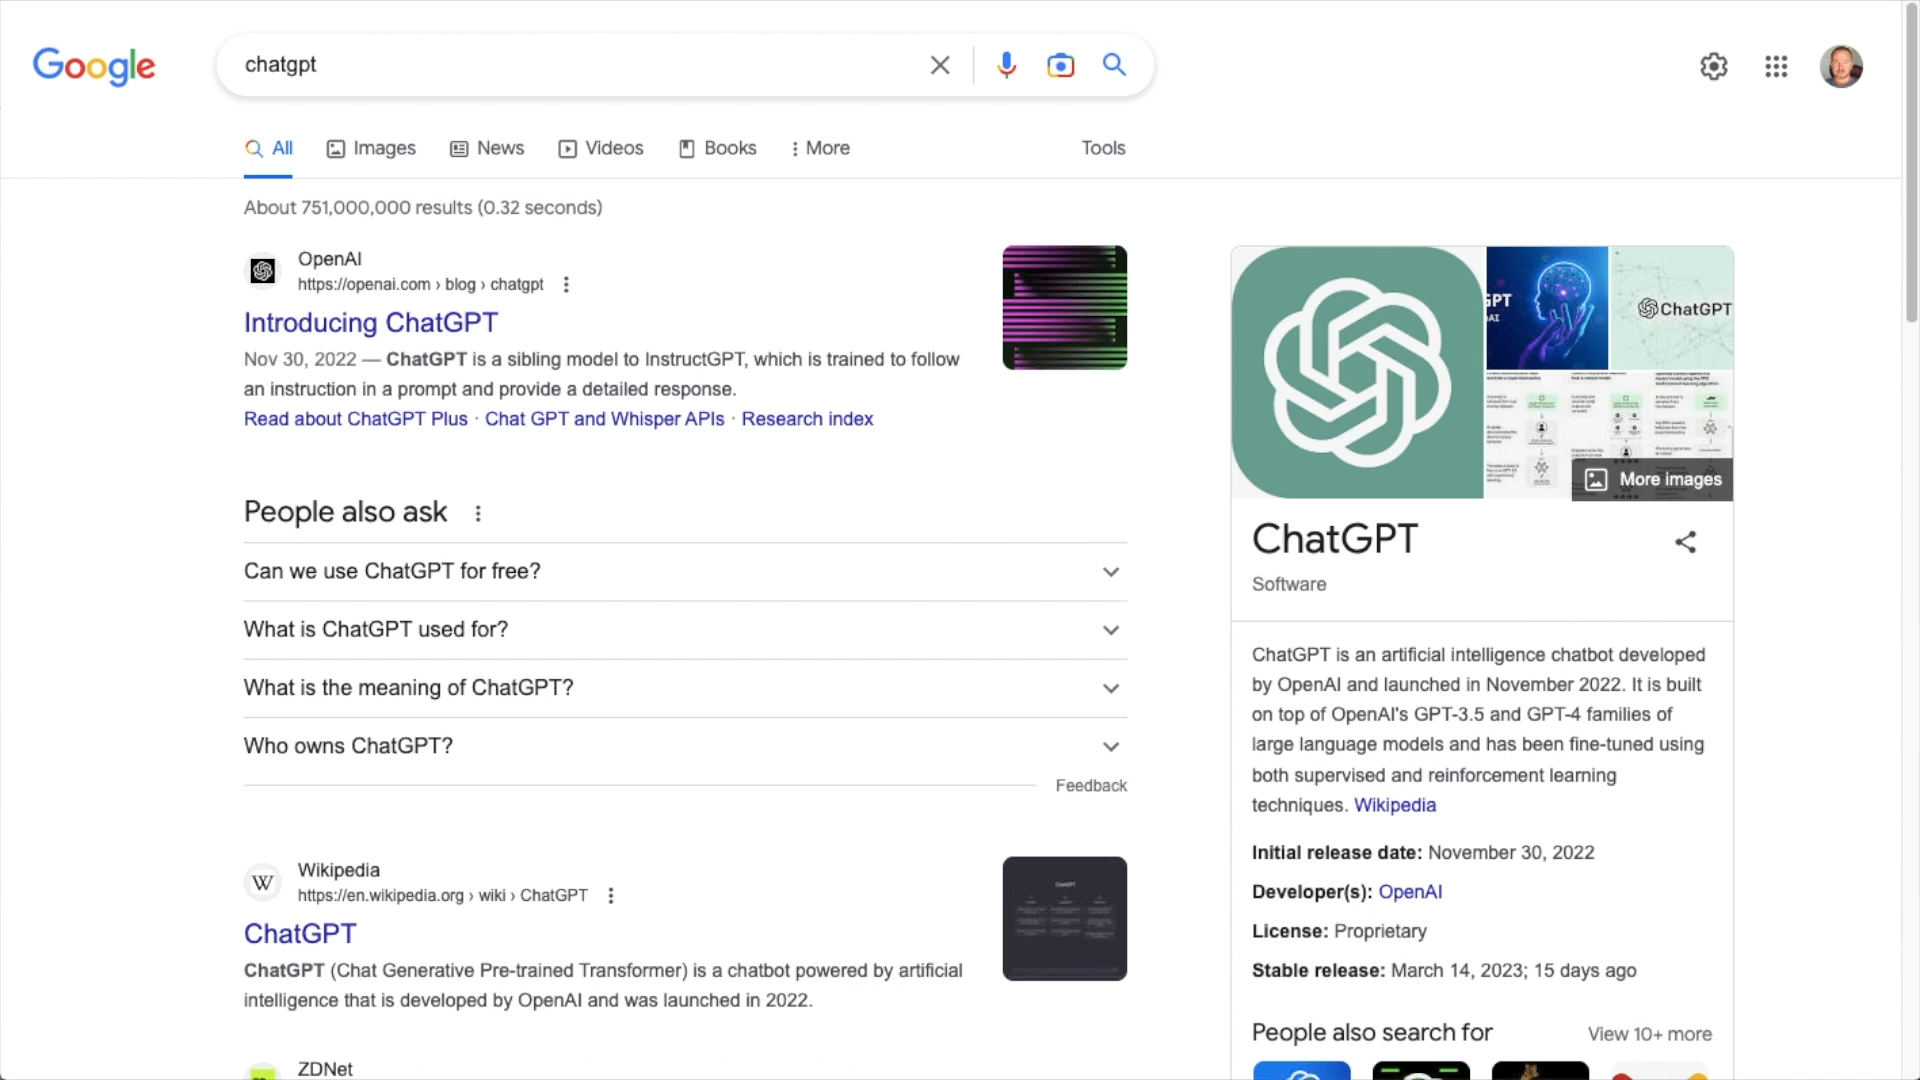 Google
chatgpt
All
Images
News
Videos
Books
More
Tools
About 751,000,000 results (0.32 seconds)
OpenAI
https://openai.com › blog › chatgpt
Introducing ChatGPT
Nov 30, 2022 — ChatGPT is a sibling model to InstructGPT, which is trained to follow
an instruction in a prompt and provide a detailed response.
Read about ChatGPT Plus · Chat GPT and Whisper APIs · Research index
People also ask
Can we use ChatGPT for free?
What is ChatGPT used for?
What is the meaning of ChatGPT?
Who owns ChatGPT?
Feedback
W
Wikipedia
https://en.wikipedia.org › wiki › ChatGPT
ChatGPT
ChatGPT (Chat Generative Pre-trained Transformer) is a chatbot powered by artificial
intelligence that is developed by OpenAI and was launched in 2022.
ZDNet
GPT
AI
ChatGPT
More images
ChatGPT
Software
ChatGPT is an artificial intelligence chatbot developed
by OpenAI and launched in November 2022. It is built
on top of OpenAI's GPT-3.5 and GPT-4 families of
large language models and has been fine-tuned using
both supervised and reinforcement learning
techniques. Wikipedia
Initial release date: November 30, 2022
Developer(s): OpenAI
License: Proprietary
Stable release: March 14, 2023; 15 days ago
People also search for
View 10+ more